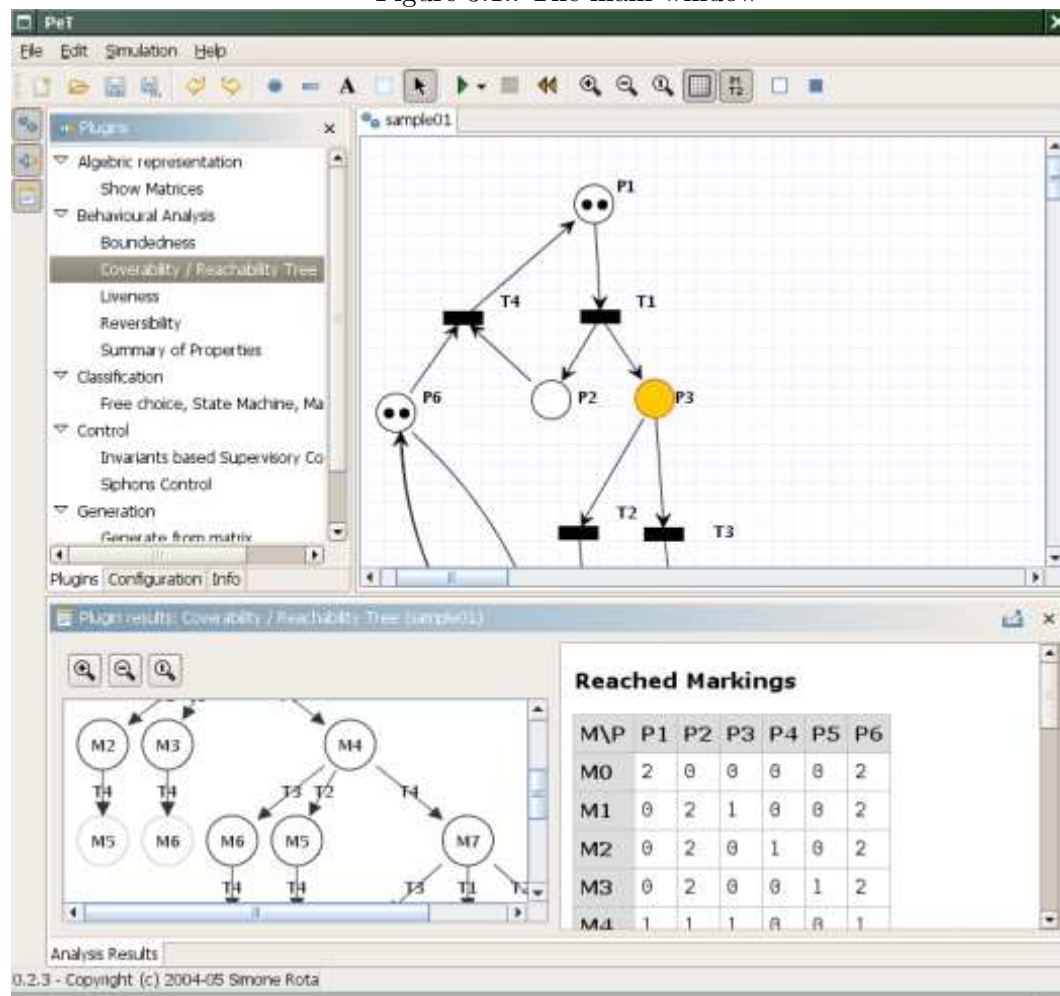 PeT
File Edit Simulation Help
A
P1
T2
Plugins
sample01
Algebric representation
Show Matrices
Behavioural Analysis
Boundedness
Coverability / Reachability Tree
Liveness
Reversibility
Summary of Properties
Classification
Free choice, State Machine, Ma
Control
Invariants based Supervisory Co
Siphons Control
Generation
Generate from matrix
Plugins Configuration Info
P1
T4
T1
P6
P2
P3
T2
T3
Plugin results: Coverability / Reachability Tree (sample01)
M2 M3 M4
T4 T4 T3 T2 T4
M5 M6 M6 M5 M7
T4 T4 T3 T1
Reached Markings
M\P P1 P2 P3 P4 P5 P6
M0 2 0 0 0 0 2
M1 0 2 1 0 0 2
M2 0 2 0 1 0 2
M3 0 2 0 0 1 2
M4 1 1 1 0 0 1
Analysis Results
0.2.3 - Copyright (c) 2004-05 Simone Rota